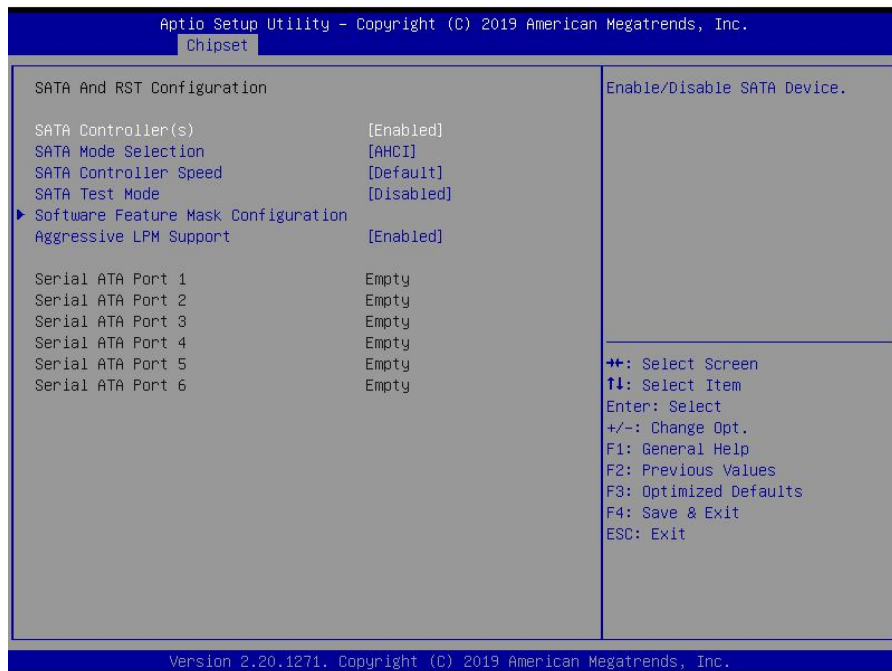 Aptio Setup Utility – Copyright (C) 2019 American Megatrends, Inc.
Chipset
SATA And RST Configuration
SATA Controller(s) [Enabled]
SATA Mode Selection [AHCI]
SATA Controller Speed [Default]
SATA Test Mode [Disabled]
Software Feature Mask Configuration
Aggressive LPM Support [Enabled]
Serial ATA Port 1 Empty
Serial ATA Port 2 Empty
Serial ATA Port 3 Empty
Serial ATA Port 4 Empty
Serial ATA Port 5 Empty
Serial ATA Port 6 Empty
Enable/Disable SATA Device.
→←: Select Screen
↑↓: Select Item
Enter: Select
+/-: Change Opt.
F1: General Help
F2: Previous Values
F3: Optimized Defaults
F4: Save & Exit
ESC: Exit
Version 2.20.1271. Copyright (C) 2019 American Megatrends, Inc.